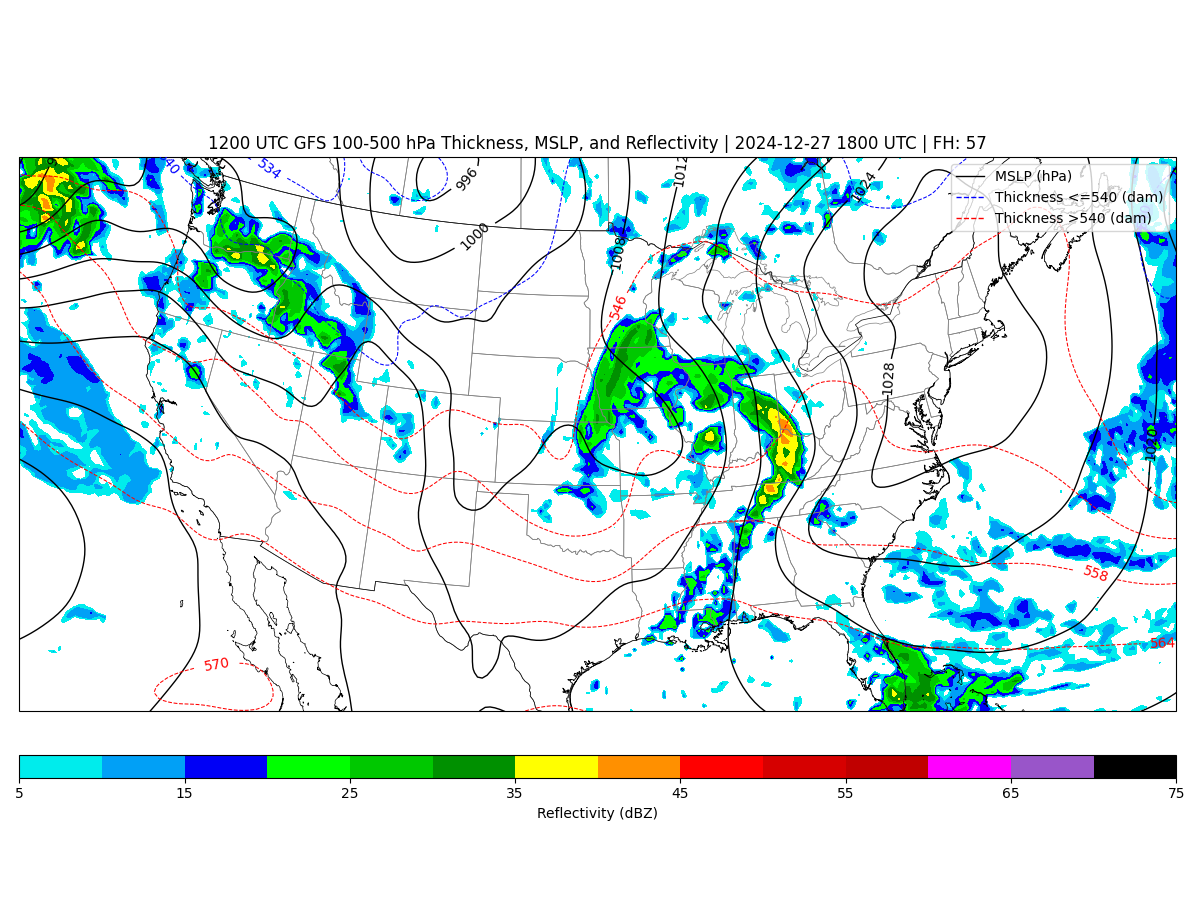 1200 UTC GFS 100-500 hPa Thickness, MSLP, and Reflectivity | 2024-12-27 1800 UTC | FH: 57
MSLP (hPa)
Thickness <=540 (dam)
Thickness >540 (dam)
534
996
1012
1024
1000
1008
546
1028
558
564
570
5 15 25 35 45 55 65 75
Reflectivity (dBZ)